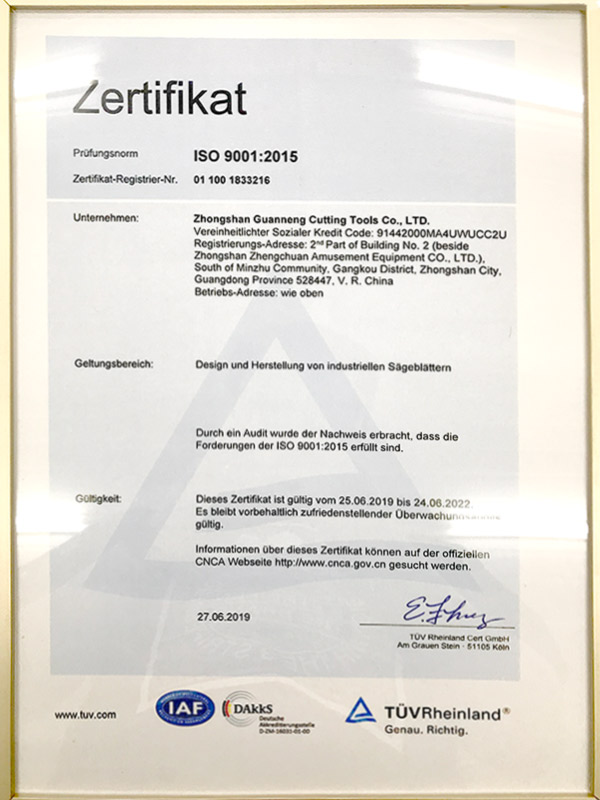 Zertifikat
Prüfungsnorm ISO 9001:2015
Zertifikat-Registrier-Nr. 01 100 1833216
Unternehmen: Zhongshan Guanneng Cutting Tools Co., LTD.
Vereinheitlichter Sozialer Kredit Code: 91442000MA4UWUCC2U
Registrierungs-Adresse: 2nd Part of Building No. 2 (beside
Zhongshan Zhengchuan Amusement Equipment CO., LTD.),
South of Minzhu Community, Gangkou District, Zhongshan City,
Guangdong Province 528447, V. R. China
Betriebs-Adresse: wie oben
Geltungsbereich: Design und Herstellung von industriellen Sägeblättern
Durch ein Audit wurde der Nachweis erbracht, dass die
Forderungen der ISO 9001:2015 erfüllt sind.
Gültigkeit: Dieses Zertifikat ist gültig vom 25.06.2019 bis 24.06.2022.
Es bleibt vorbehaltlich zufriedenstellender Überwachungsaudits
gültig.
Informationen über dieses Zertifikat können auf der offiziellen
CNCA Webseite http://www.cnca.gov.cn gesucht werden.
27.06.2019
TÜV Rheinland Cert GmbH
Am Grauen Stein · 51105 Köln
www.tuv.com
IAF
DAkkS
Deutsche
Akkreditierungsstelle
D-ZM-16031-01-00
TÜVRheinland®
Genau. Richtig.